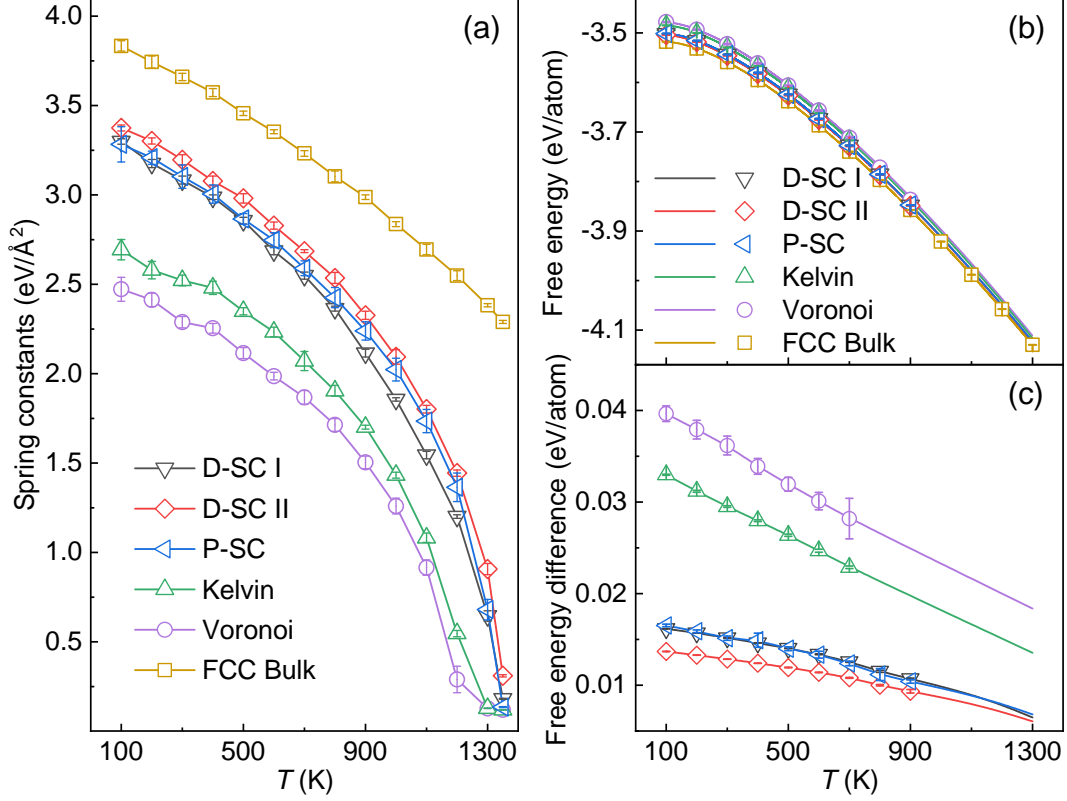 (a)
Spring constants (eV/Å²)
4.0
3.5
3.0
2.5
2.0
1.5
1.0
0.5
D-SC I
D-SC II
P-SC
Kelvin
Voronoi
FCC Bulk
100
500
900
1300
T (K)
(b)
Free energy (eV/atom)
-3.5
-3.7
-3.9
-4.1
D-SC I
D-SC II
P-SC
Kelvin
Voronoi
FCC Bulk
(c)
Free energy difference (eV/atom)
0.04
0.03
0.02
0.01
100
500
900
1300
T (K)